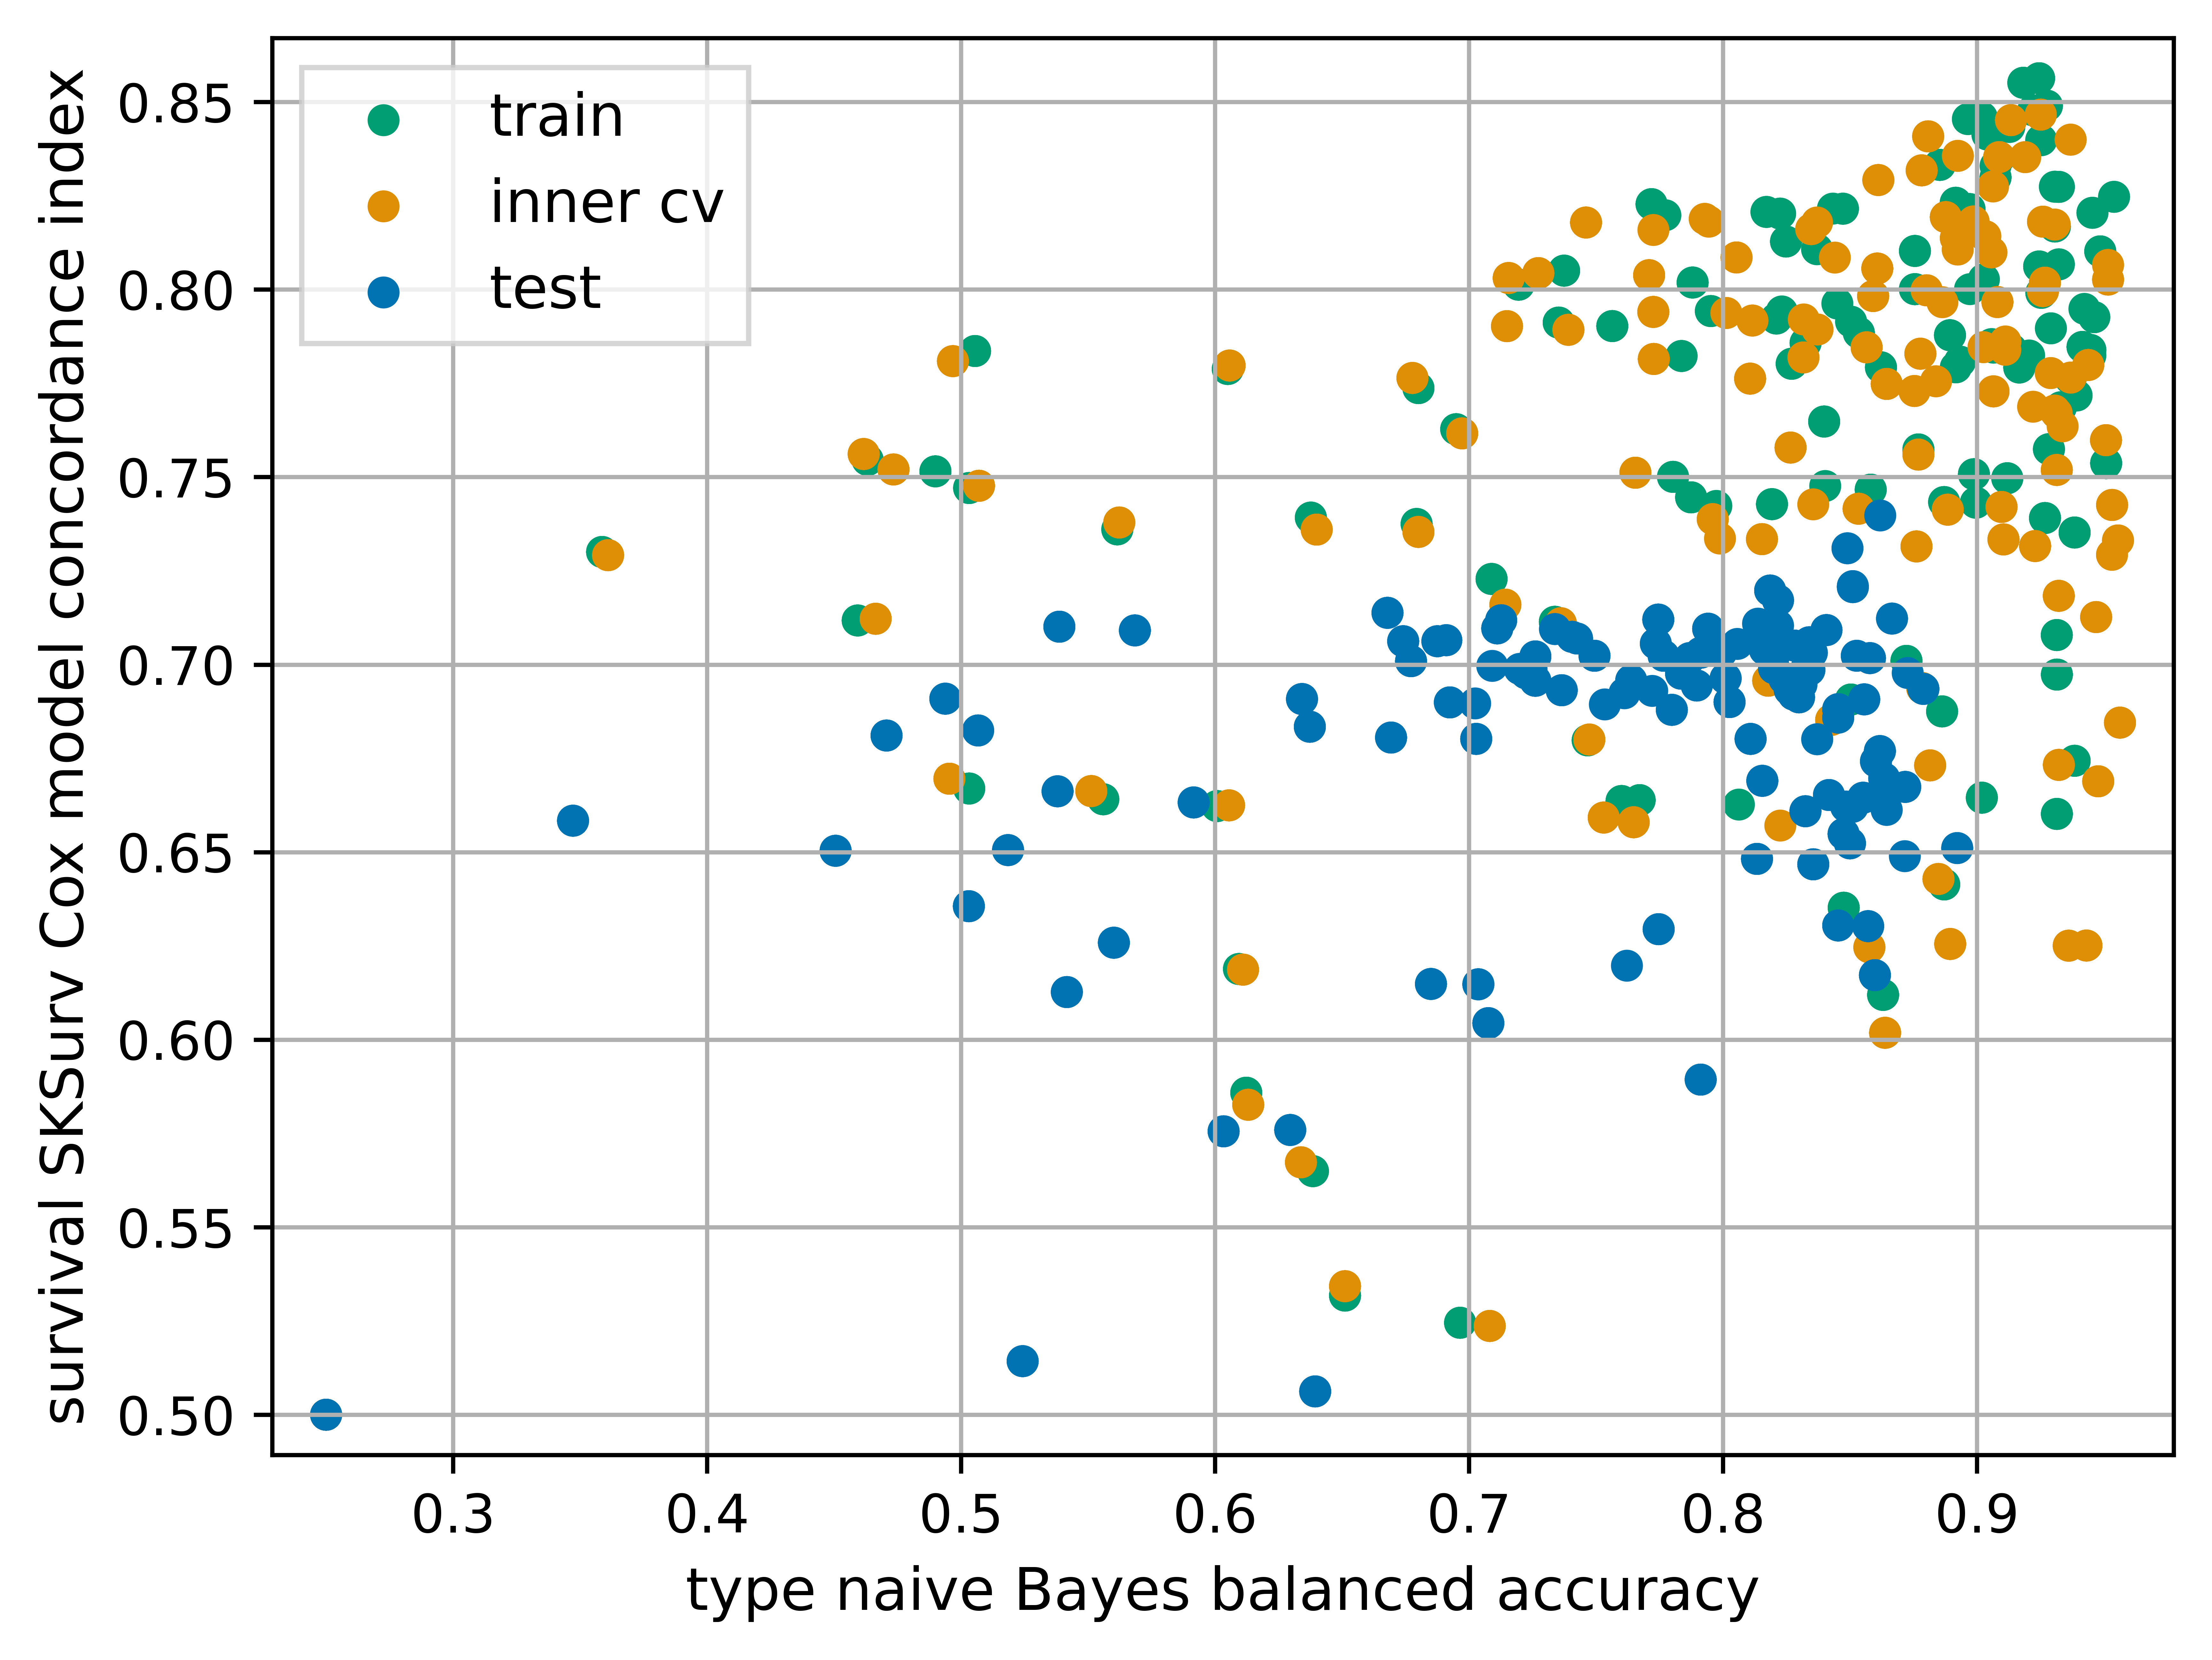 train
inner cv
test
survival SKSurv Cox model concordance index
0.85
0.80
0.75
0.70
0.65
0.60
0.55
0.50
0.3 0.4 0.5 0.6 0.7 0.8 0.9
type naive Bayes balanced accuracy